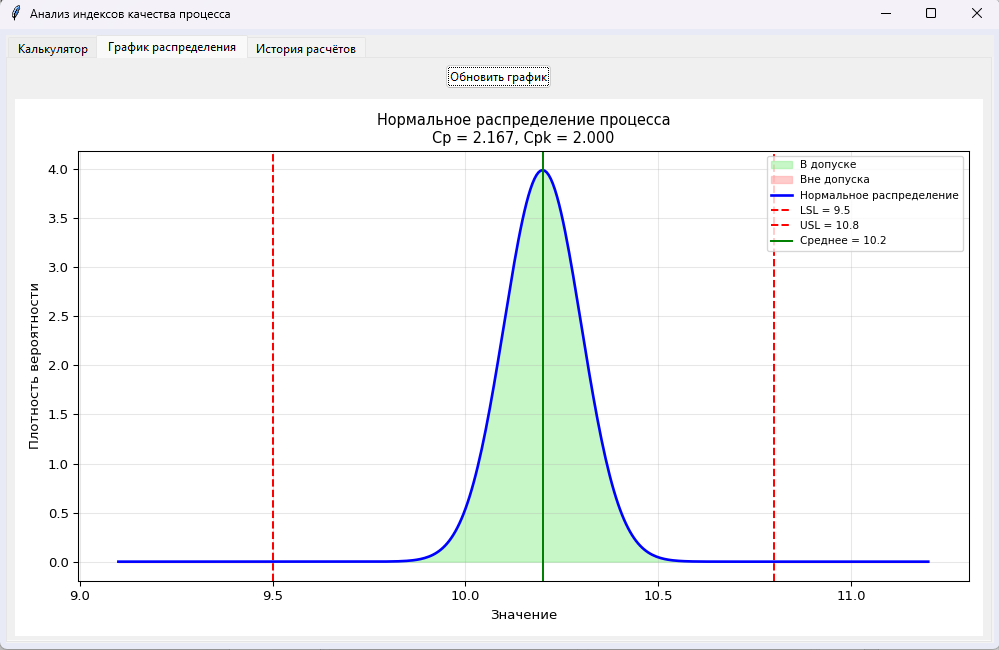 Анализ индексов качества процесса
Калькулятор
График распределения
История расчётов
Обновить график
Нормальное распределение процесса
Cp = 2.167, Cpk = 2.000
В допуске
Вне допуска
Нормальное распределение
LSL = 9.5
USL = 10.8
Среднее = 10.2
Плотность вероятности
4.0
3.5
3.0
2.5
2.0
1.5
1.0
0.5
0.0
9.0
9.5
10.0
10.5
11.0
Значение